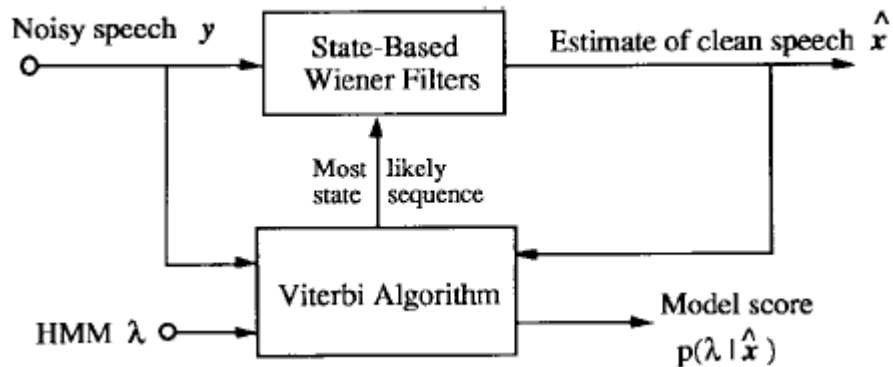 Noisy speech y
State-Based
Wiener Filters
Estimate of clean speech x̂
Most likely
state sequence
Viterbi Algorithm
HMM λ
Model score
p(λ | x̂)